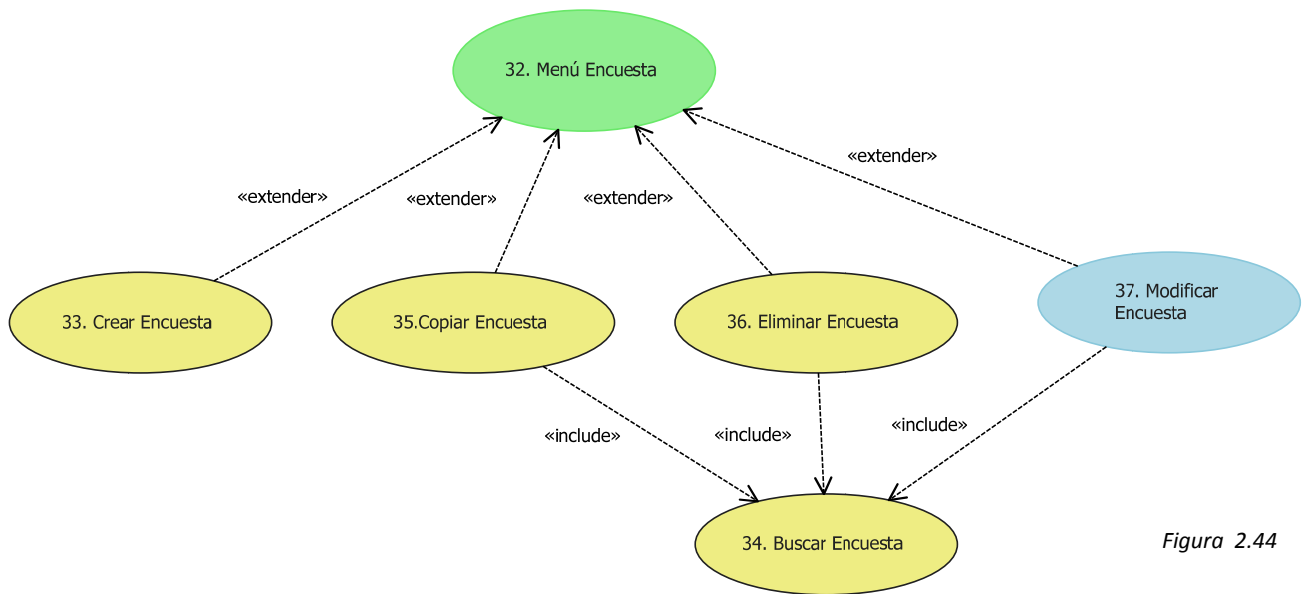 32. Menú Encuesta
«extender»
«extender»
«extender»
«extender»
33. Crear Encuesta
35.Copiar Encuesta
36. Eliminar Encuesta
37. Modificar
Encuesta
«include»
«include»
«include»
34. Buscar Encuesta
Figura 2.44